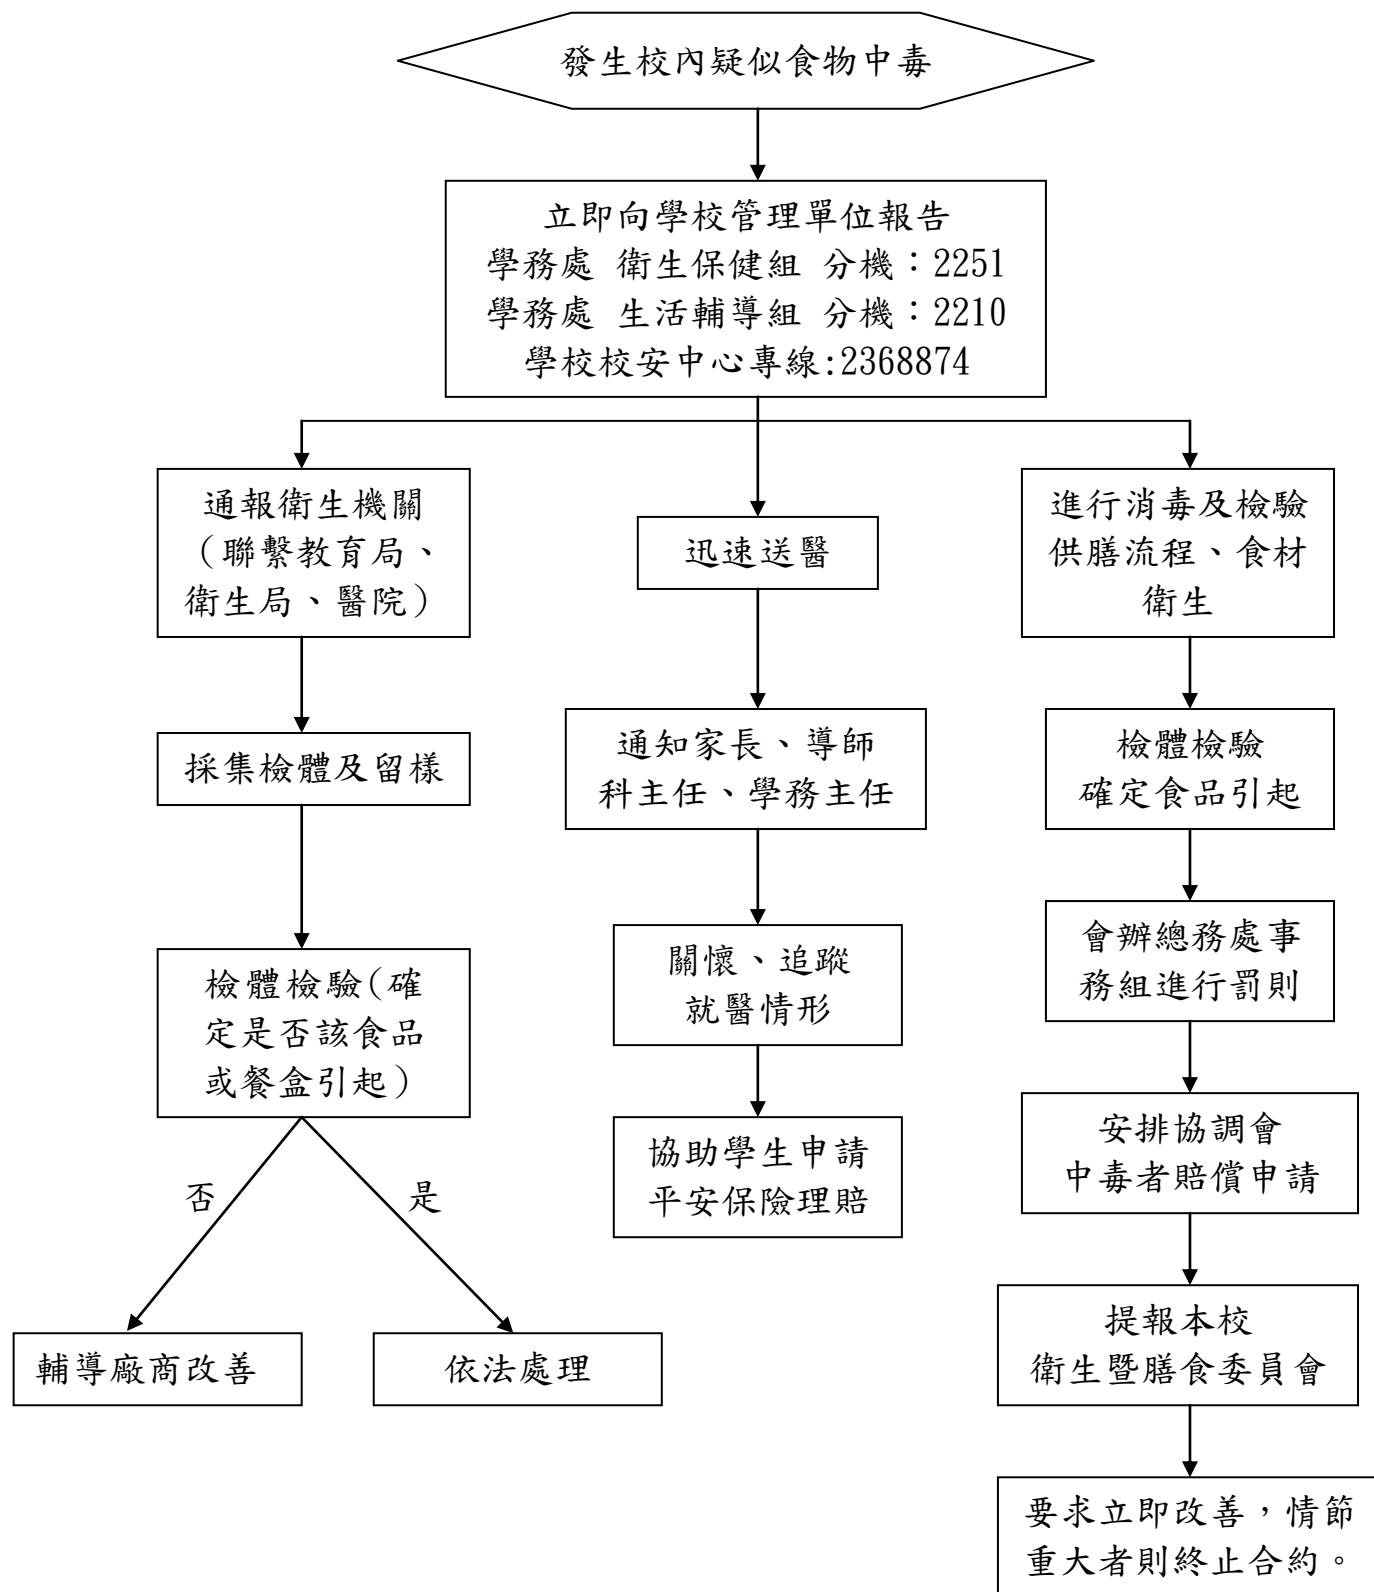 發生校內疑似食物中毒
立即向學校管理單位報告
學務處 衛生保健組 分機：2251
學務處 生活輔導組 分機：2210
學校校安中心專線:2368874
通報衛生機關
（聯繫教育局、
衛生局、醫院）
採集檢體及留樣
檢體檢驗(確
定是否該食品
或餐盒引起）
否
是
輔導廠商改善
依法處理
迅速送醫
通知家長、導師
科主任、學務主任
關懷、追蹤
就醫情形
協助學生申請
平安保險理賠
進行消毒及檢驗
供膳流程、食材
衛生
檢體檢驗
確定食品引起
會辦總務處事
務組進行罰則
安排協調會
中毒者賠償申請
提報本校
衛生暨膳食委員會
要求立即改善，情節
重大者則終止合約。